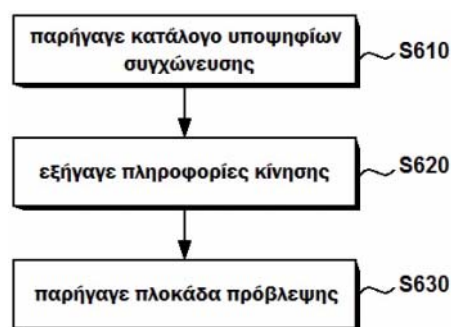 παρήγαγε κατάλογο υποψηφίων
συγχώνευσης
S610
εξήγαγε πληροφορίες κίνησης
S620
παρήγαγε πλοκάδα πρόβλεψης
S630